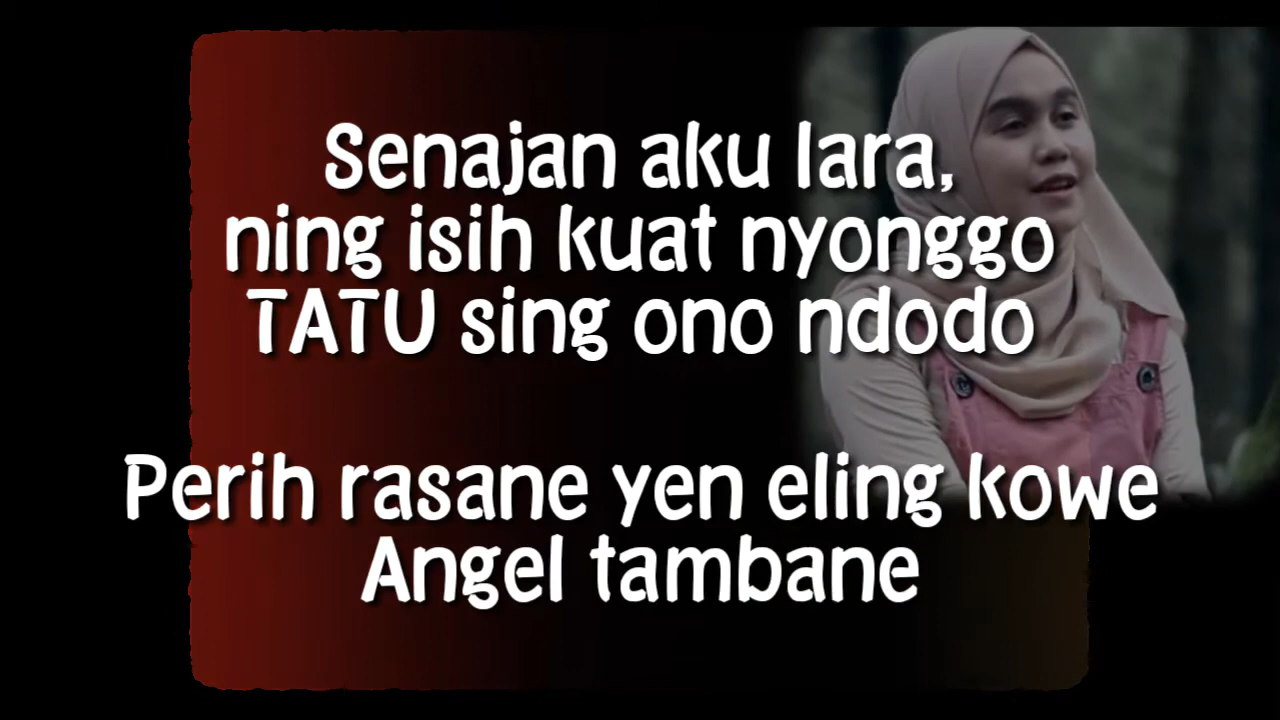 Senajan aku lara,
ning isih kuat nyonggo
TATU sing ono ndodo
Perih rasane yen eling kowe
Angel tambane